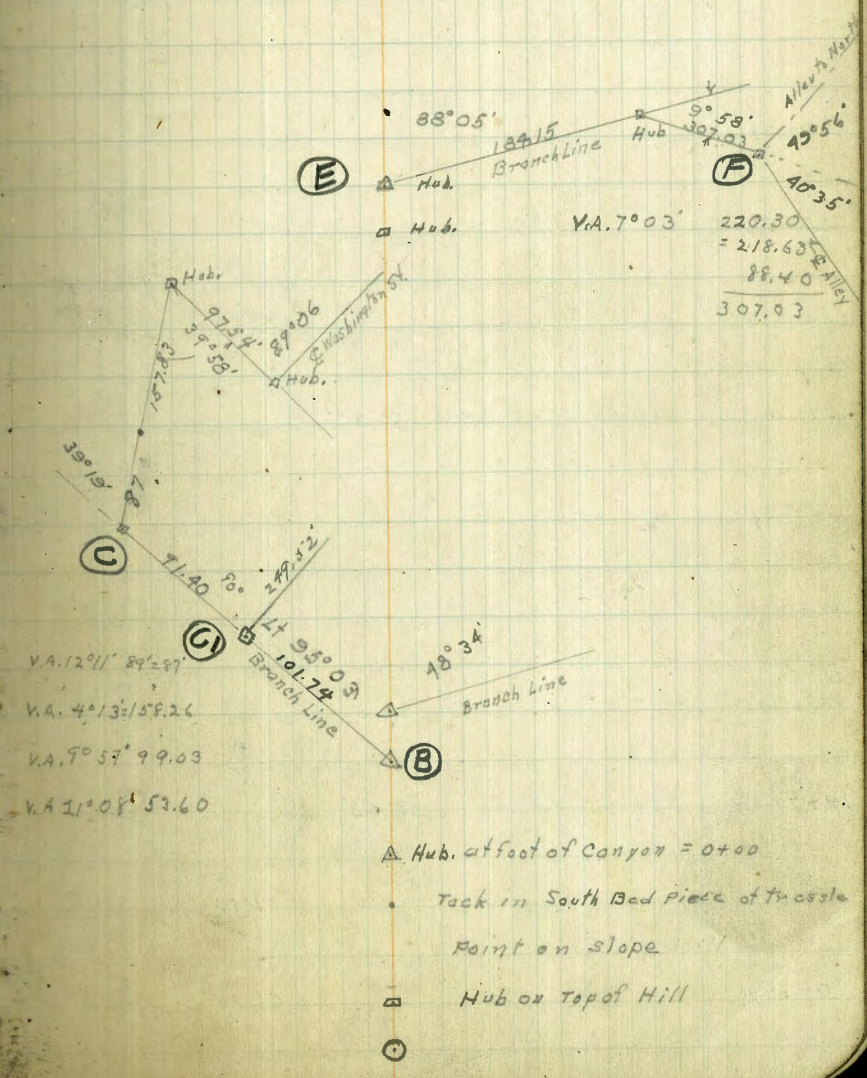 Alley to North
88°05'
9°58'
49°56'
184.15
Hub
307.03
Branch Line
E
Hub.
F
40°35'
Hub.
V.A. 7°03'
220.30
= 218.63
88.40
307.03
℄ Alley
Hub.
97.54'
39°58'
89°06
℄ Washington St.
Hub.
157.83
87
39°19'
C
91.40
90°
249.52'
C1
Lt 95°03'
101.74
Branch Line
48°34'
Branch Line
B
V.A. 12°11' 89'=87'
V.A. 4°13'=158.26
V.A. 9°57' 99.03
V.A 11°08' 53.60
Hub. at foot of Canyon = 0+00
Tack in South Bed Piece of tressle
Point on slope
Hub on Top of Hill